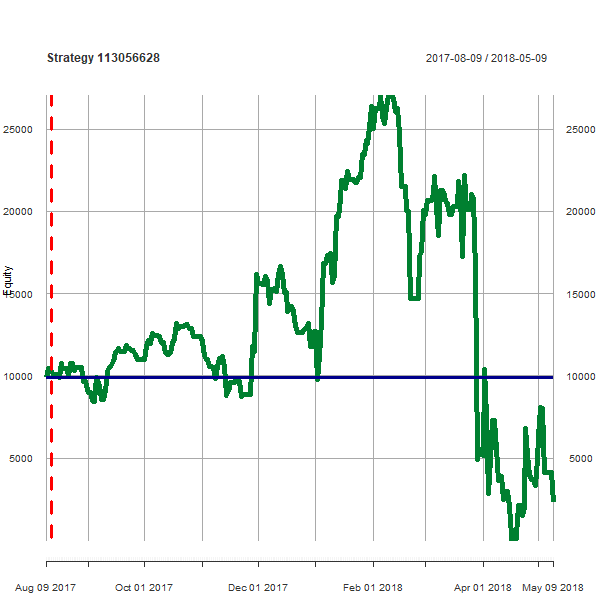 Strategy 113056628
2017-08-09 / 2018-05-09
25000
25000
20000
20000
Equity
15000
15000
10000
10000
5000
5000
Aug 09 2017
Oct 01 2017
Dec 01 2017
Feb 01 2018
Apr 01 2018
May 09 2018